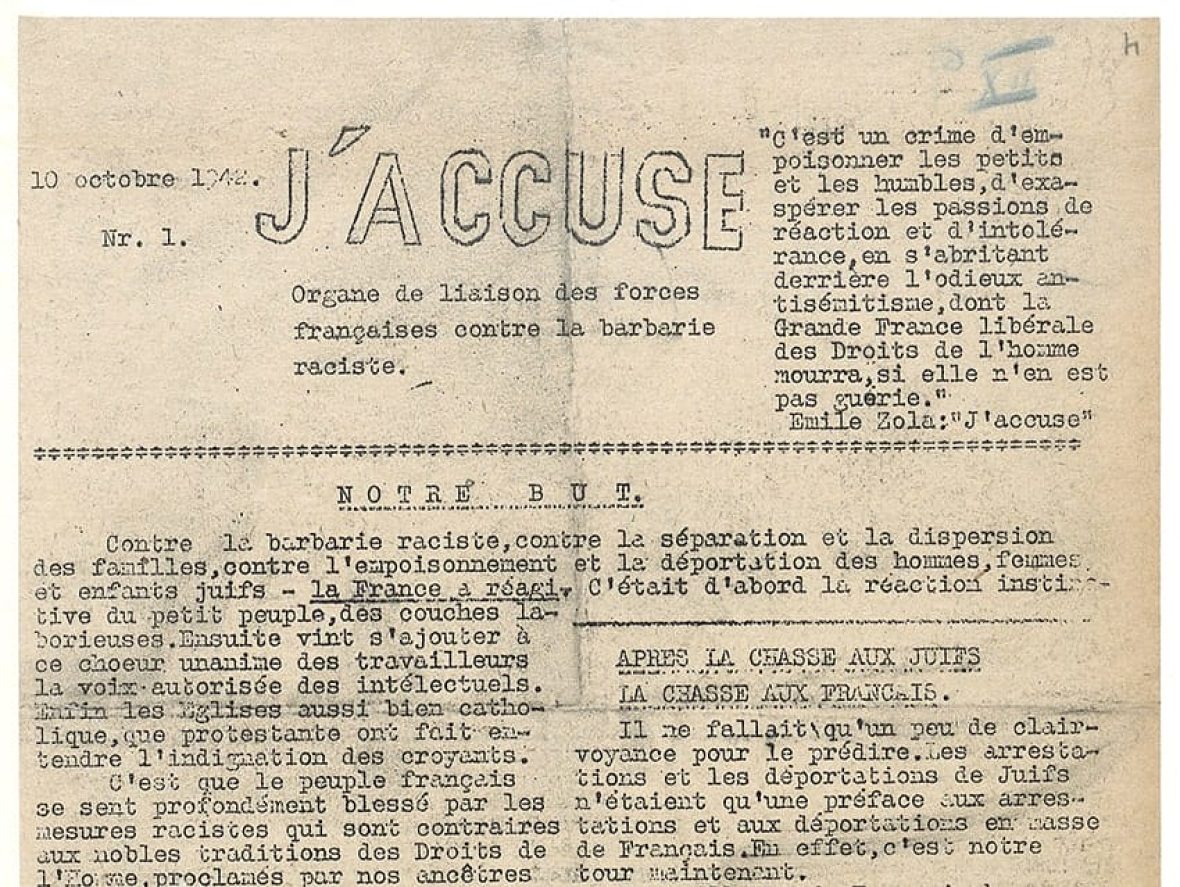 4
10 octobre 1942.
Nr. 1.
J'ACCUSE
Organe de liaison des forces
françaises contre la barbarie
raciste.
"C'est un crime d'em-
poisonner les petits
et les humbles,d'exa-
spérer les passions de
réaction et d'intolé-
rance,en s'abritant
derrière l'odieux an-
tisémitisme,dont la
Grande France libérale
des Droits de l'homme
mourra,si elle n'en est
pas guérie."
Emile Zola:"J'accuse"
NOTRE BUT.
Contre la barbarie raciste,contre la séparation et la dispersion
des familles,contre l'empoisonnement et la déportation des hommes,femmes
et enfants juifs - la France a réagi. C'était d'abord la réaction instinc-
tive du petit peuple,des couches la-
borieuses.Ensuite vint s'ajouter à
ce choeur unanime des travailleurs
la voix autorisée des intélectuels.
Enfin les Eglises aussi bien catho-
lique,que protestante ont fait en-
tendre l'indignation des croyants.
C'est que le peuple français
se sent profondément blessé par les
mesures racistes qui sont contraires
aux nobles traditions des Droits de
l'Homme,proclamés par nos ancêtres
APRES LA CHASSE AUX JUIFS
LA CHASSE AUX FRANCAIS.
Il ne fallait\qu'un peu de clair-
voyance pour le prédire.Les arresta-
tions et les déportations de Juifs
n'étaient qu'une préface aux arres-
tations et aux déportations en masse
de Français.En effet,c'est notre
tour maintenant.